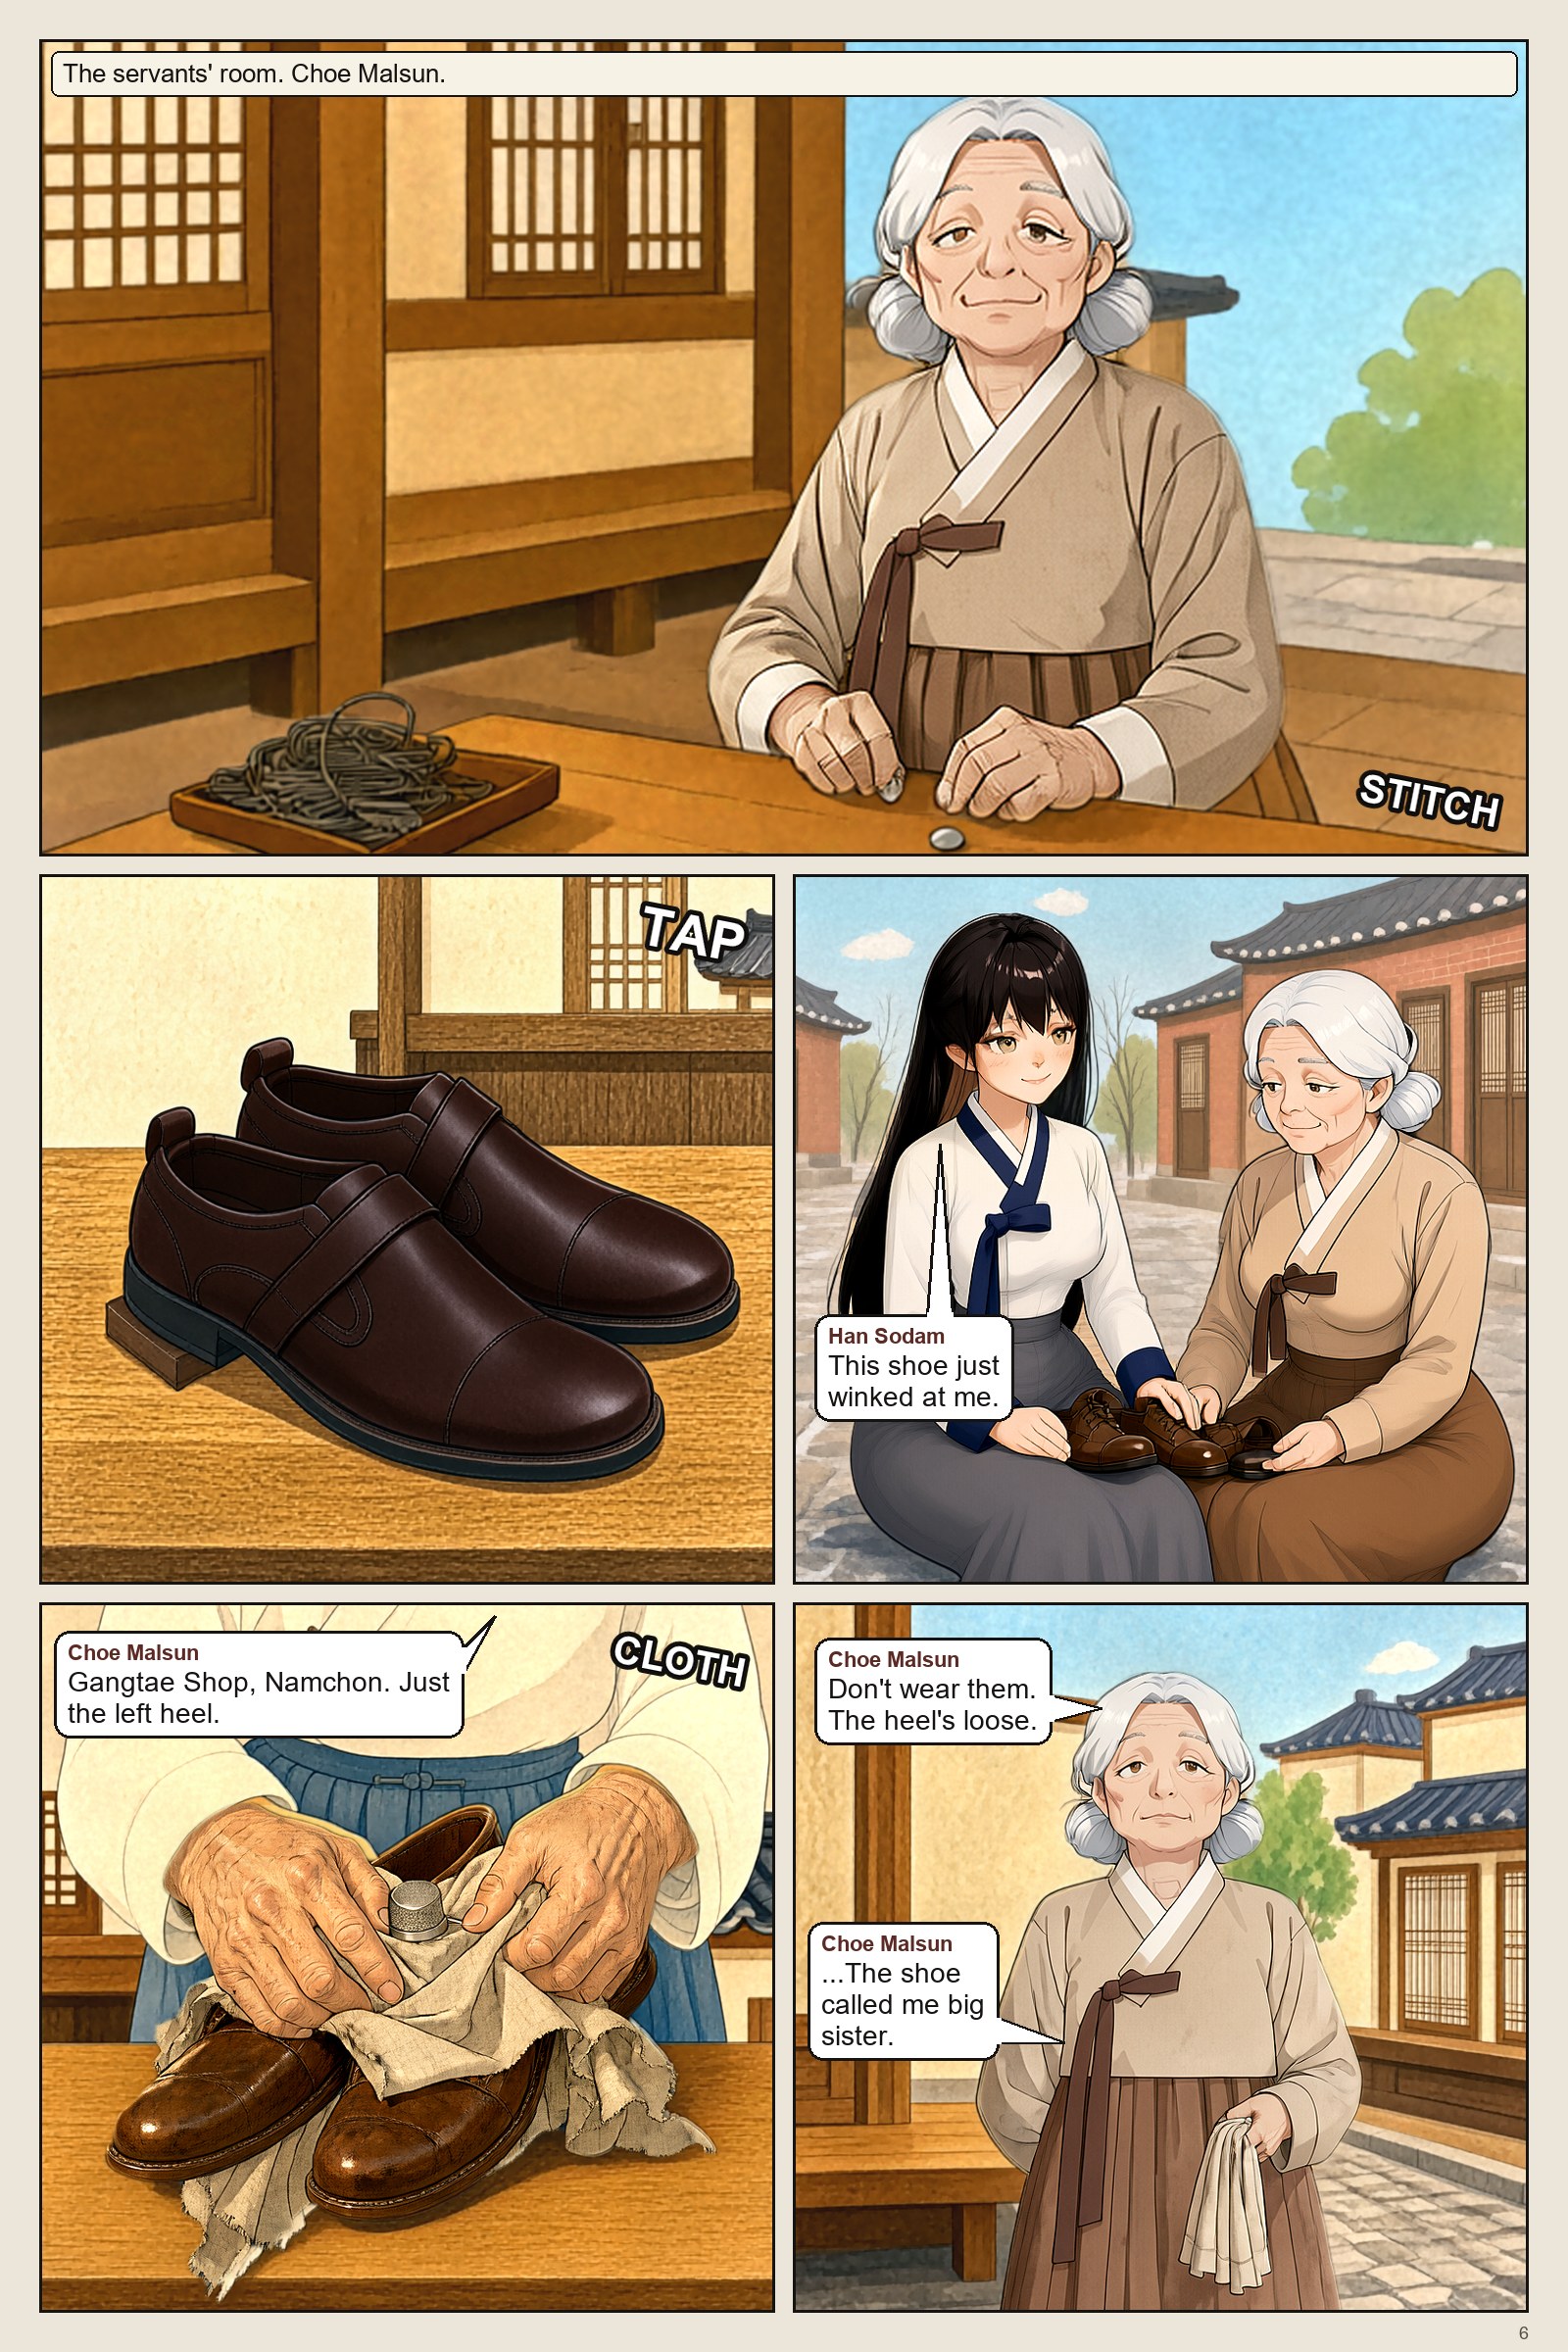 The servants' room. Choe Malsun.
STITCH
TAP
Han Sodam
This shoe just
winked at me.
Choe Malsun
Gangtae Shop, Namchon. Just
the left heel.
CLOTH
Choe Malsun
Don't wear them.
The heel's loose.
Choe Malsun
...The shoe
called me big
sister.
6